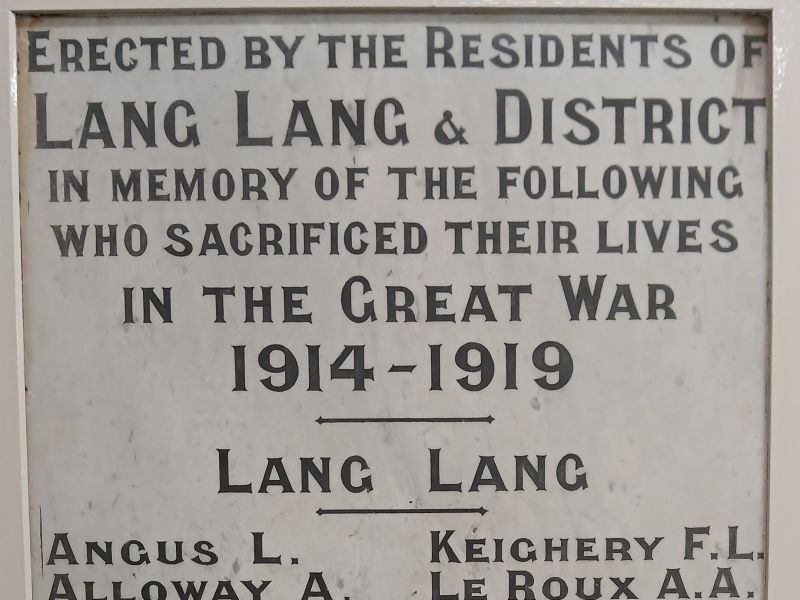 ERECTED BY THE RESIDENTS OF
LANG LANG & DISTRICT
IN MEMORY OF THE FOLLOWING
WHO SACRIFICED THEIR LIVES
IN THE GREAT WAR
1914-1919
LANG LANG
ANGUS L. KEIGHERY F.L.
ALLOWAY A. LE ROUX A.A.